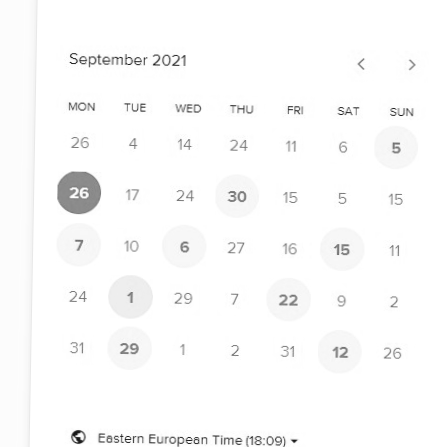 September 2021
MON TUE WED THU FRI SAT SUN
26 4 14 24 11 6 5
26 17 24 30 15 5 15
7 10 6 27 16 15 11
24 1 29 7 22 9 2
31 29 1 2 31 12 26
Eastern European Time (18:09)